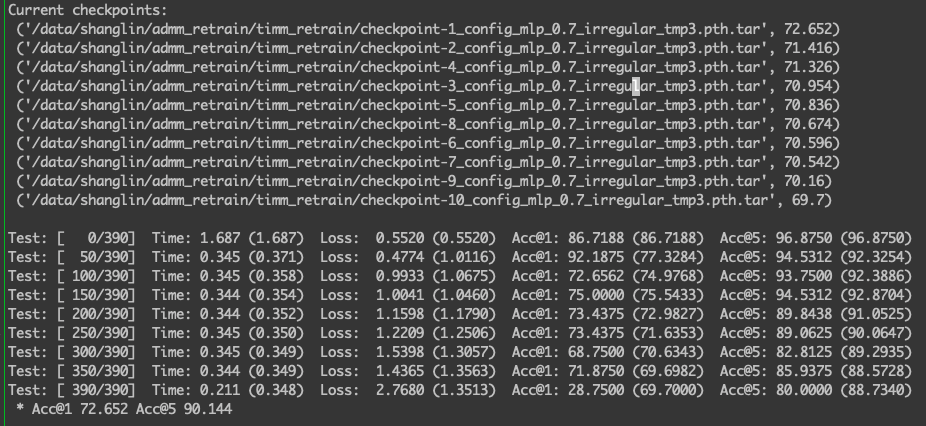 Current checkpoints:
('/data/shanglin/admm_retrain/timm_retrain/checkpoint-1_config_mlp_0.7_irregular_tmp3.pth.tar', 72.652)
('/data/shanglin/admm_retrain/timm_retrain/checkpoint-2_config_mlp_0.7_irregular_tmp3.pth.tar', 71.416)
('/data/shanglin/admm_retrain/timm_retrain/checkpoint-4_config_mlp_0.7_irregular_tmp3.pth.tar', 71.326)
('/data/shanglin/admm_retrain/timm_retrain/checkpoint-3_config_mlp_0.7_irregular_tmp3.pth.tar', 70.954)
('/data/shanglin/admm_retrain/timm_retrain/checkpoint-5_config_mlp_0.7_irregular_tmp3.pth.tar', 70.836)
('/data/shanglin/admm_retrain/timm_retrain/checkpoint-8_config_mlp_0.7_irregular_tmp3.pth.tar', 70.674)
('/data/shanglin/admm_retrain/timm_retrain/checkpoint-6_config_mlp_0.7_irregular_tmp3.pth.tar', 70.596)
('/data/shanglin/admm_retrain/timm_retrain/checkpoint-7_config_mlp_0.7_irregular_tmp3.pth.tar', 70.542)
('/data/shanglin/admm_retrain/timm_retrain/checkpoint-9_config_mlp_0.7_irregular_tmp3.pth.tar', 70.16)
('/data/shanglin/admm_retrain/timm_retrain/checkpoint-10_config_mlp_0.7_irregular_tmp3.pth.tar', 69.7)
Test: [   0/390]  Time: 1.687 (1.687)  Loss:  0.5520 (0.5520)  Acc@1: 86.7188 (86.7188)  Acc@5: 96.8750 (96.8750)
Test: [  50/390]  Time: 0.345 (0.371)  Loss:  0.4774 (1.0116)  Acc@1: 92.1875 (77.3284)  Acc@5: 94.5312 (92.3254)
Test: [ 100/390]  Time: 0.345 (0.358)  Loss:  0.9933 (1.0675)  Acc@1: 72.6562 (74.9768)  Acc@5: 93.7500 (92.3886)
Test: [ 150/390]  Time: 0.344 (0.354)  Loss:  1.0041 (1.0460)  Acc@1: 75.0000 (75.5433)  Acc@5: 94.5312 (92.8704)
Test: [ 200/390]  Time: 0.344 (0.352)  Loss:  1.1598 (1.1790)  Acc@1: 73.4375 (72.9827)  Acc@5: 89.8438 (91.0525)
Test: [ 250/390]  Time: 0.345 (0.350)  Loss:  1.2209 (1.2506)  Acc@1: 73.4375 (71.6353)  Acc@5: 89.0625 (90.0647)
Test: [ 300/390]  Time: 0.345 (0.349)  Loss:  1.5398 (1.3057)  Acc@1: 68.7500 (70.6343)  Acc@5: 82.8125 (89.2935)
Test: [ 350/390]  Time: 0.344 (0.349)  Loss:  1.4365 (1.3563)  Acc@1: 71.8750 (69.6982)  Acc@5: 85.9375 (88.5728)
Test: [ 390/390]  Time: 0.211 (0.348)  Loss:  2.7680 (1.3513)  Acc@1: 28.7500 (69.7000)  Acc@5: 80.0000 (88.7340)
* Acc@1 72.652 Acc@5 90.144